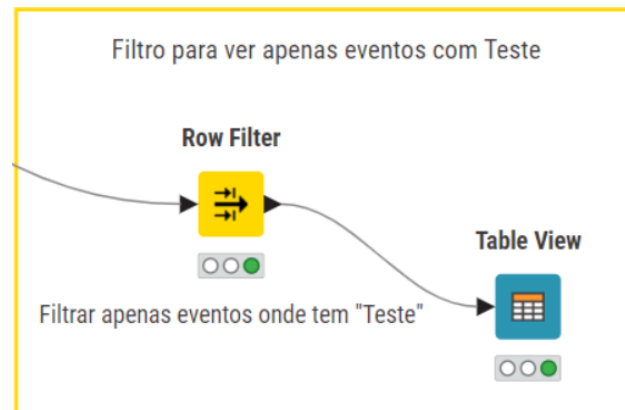 Filtro para ver apenas eventos com Teste
Row Filter
Table View
Filtrar apenas eventos onde tem "Teste"